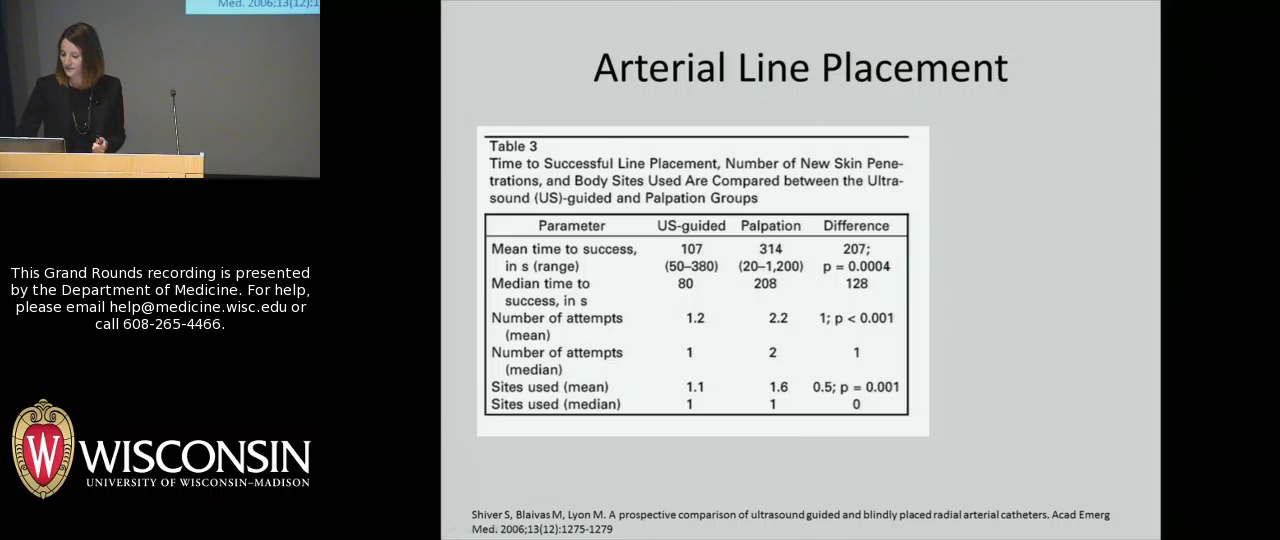 Med. 2006;13(12):1
Arterial Line Placement
Table 3
Time to Successful Line Placement, Number of New Skin Pene-
trations, and Body Sites Used Are Compared between the Ultra-
sound (US)-guided and Palpation Groups
Parameter US-guided Palpation Difference
Mean time to success, 107 314 207;
in s (range) (50–380) (20–1,200) p = 0.0004
Median time to 80 208 128
success, in s
Number of attempts 1.2 2.2 1; p < 0.001
(mean)
Number of attempts 1 2 1
(median)
Sites used (mean) 1.1 1.6 0.5; p = 0.001
Sites used (median) 1 1 0
Shiver S, Blaivas M, Lyon M. A prospective comparison of ultrasound guided and blindly placed radial arterial catheters. Acad Emerg
Med. 2006;13(12):1275-1279
This Grand Rounds recording is presented
by the Department of Medicine. For help,
please email help@medicine.wisc.edu or
call 608-265-4466.
W
WISCONSIN
UNIVERSITY OF WISCONSIN–MADISON